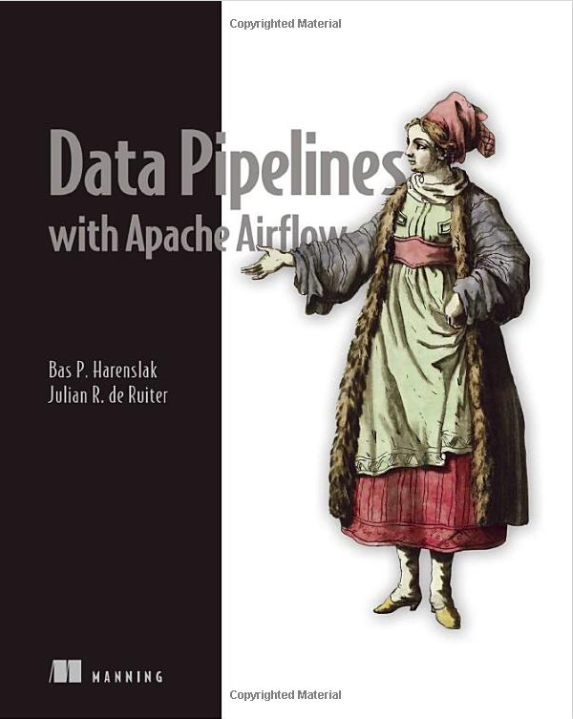 Copyrighted Material
Data Pipelines
with Apache Airflow
Bas P. Harenslak
Julian R. de Ruiter
MANNING
Copyrighted Material